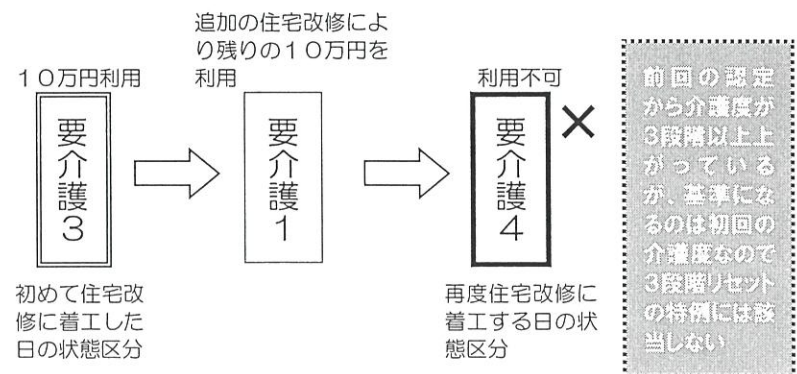 追加の住宅改修によ
り残りの１０万円を
利用
１０万円利用
利用不可
要介護３
要介護１
要介護４
×
初めて住宅改
修に着工した
日の状態区分
再度住宅改修に
着工する日の状
態区分
前回の認定
から介護度が
３段階以上上
がっている
が、基準にな
るのは初回の
介護度なので
３段階リセット
の特例には該
当しない